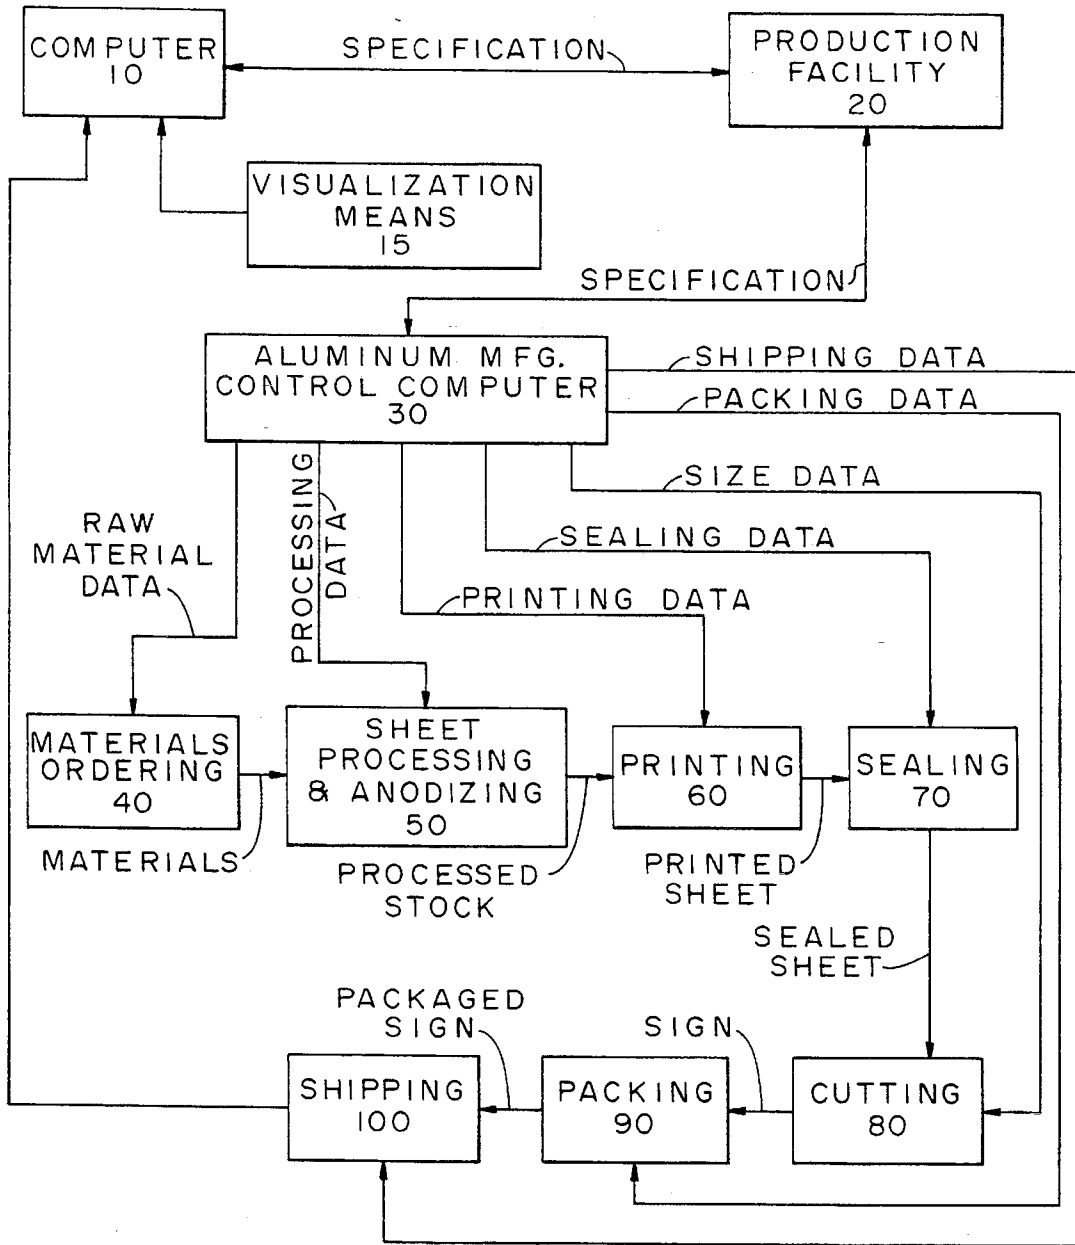 COMPUTER
10
SPECIFICATION
PRODUCTION
FACILITY
20
VISUALIZATION
MEANS
15
SPECIFICATION
ALUMINUM MFG.
CONTROL COMPUTER
30
SHIPPING DATA
PACKING DATA
SIZE DATA
SEALING DATA
PRINTING DATA
PROCESSING
DATA
RAW
MATERIAL
DATA
MATERIALS
ORDERING
40
SHEET
PROCESSING
& ANODIZING
50
PRINTING
60
SEALING
70
MATERIALS
PROCESSED
STOCK
PRINTED
SHEET
SEALED
SHEET
PACKAGED
SIGN
SIGN
SHIPPING
100
PACKING
90
CUTTING
80